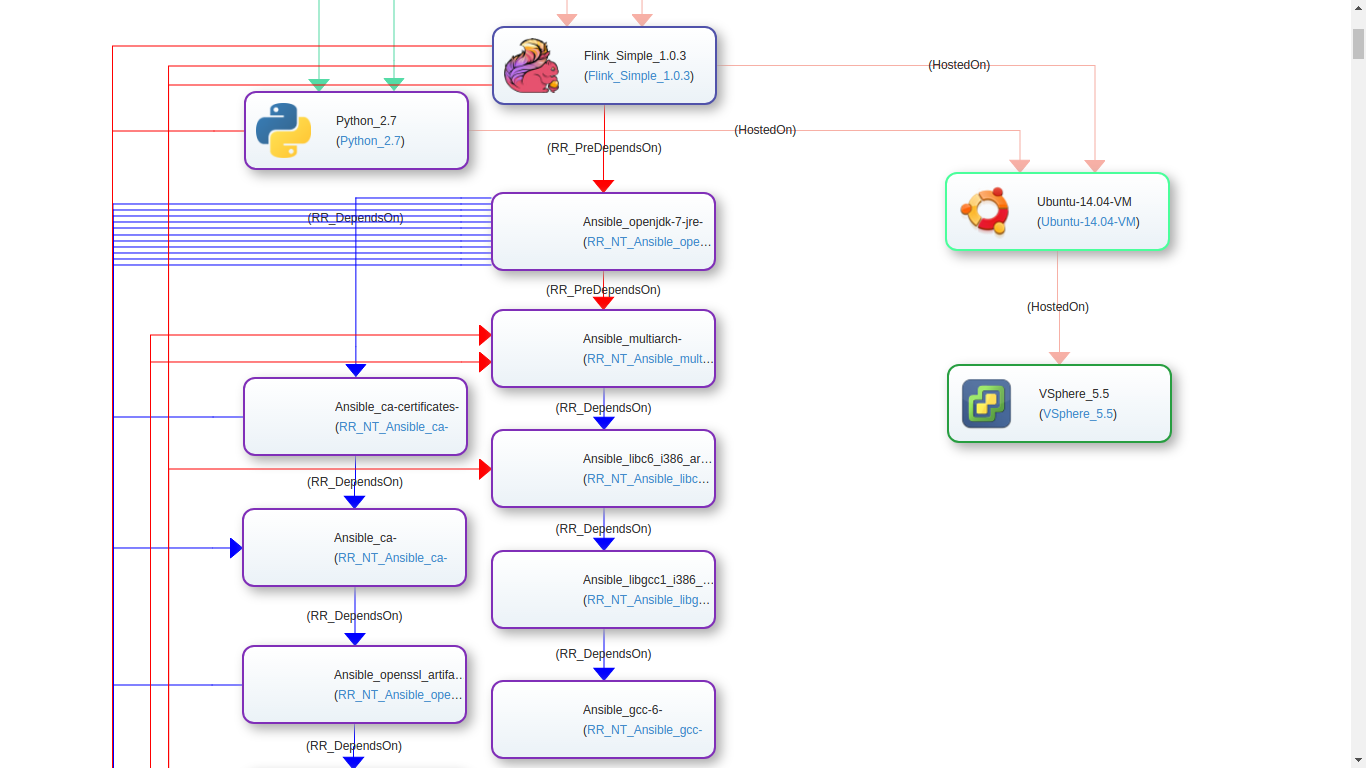 Flink_Simple_1.0.3
(Flink_Simple_1.0.3)
(HostedOn)
Python_2.7
(Python_2.7)
(HostedOn)
(RR_PreDependsOn)
Ansible_openjdk-7-jre-
(RR_NT_Ansible_ope...
(RR_DependsOn)
Ubuntu-14.04-VM
(Ubuntu-14.04-VM)
(RR_PreDependsOn)
(HostedOn)
Ansible_multiarch-
(RR_NT_Ansible_mult...
VSphere_5.5
(VSphere_5.5)
Ansible_ca-certificates-
(RR_NT_Ansible_ca-
(RR_DependsOn)
Ansible_libc6_i386_ar...
(RR_NT_Ansible_libc...
(RR_DependsOn)
Ansible_ca-
(RR_NT_Ansible_ca-
(RR_DependsOn)
Ansible_libgcc1_i386_...
(RR_NT_Ansible_libg...
(RR_DependsOn)
(RR_DependsOn)
Ansible_openssl_artifa...
(RR_NT_Ansible_ope...
Ansible_gcc-6-
(RR_NT_Ansible_gcc-
(RR_DependsOn)